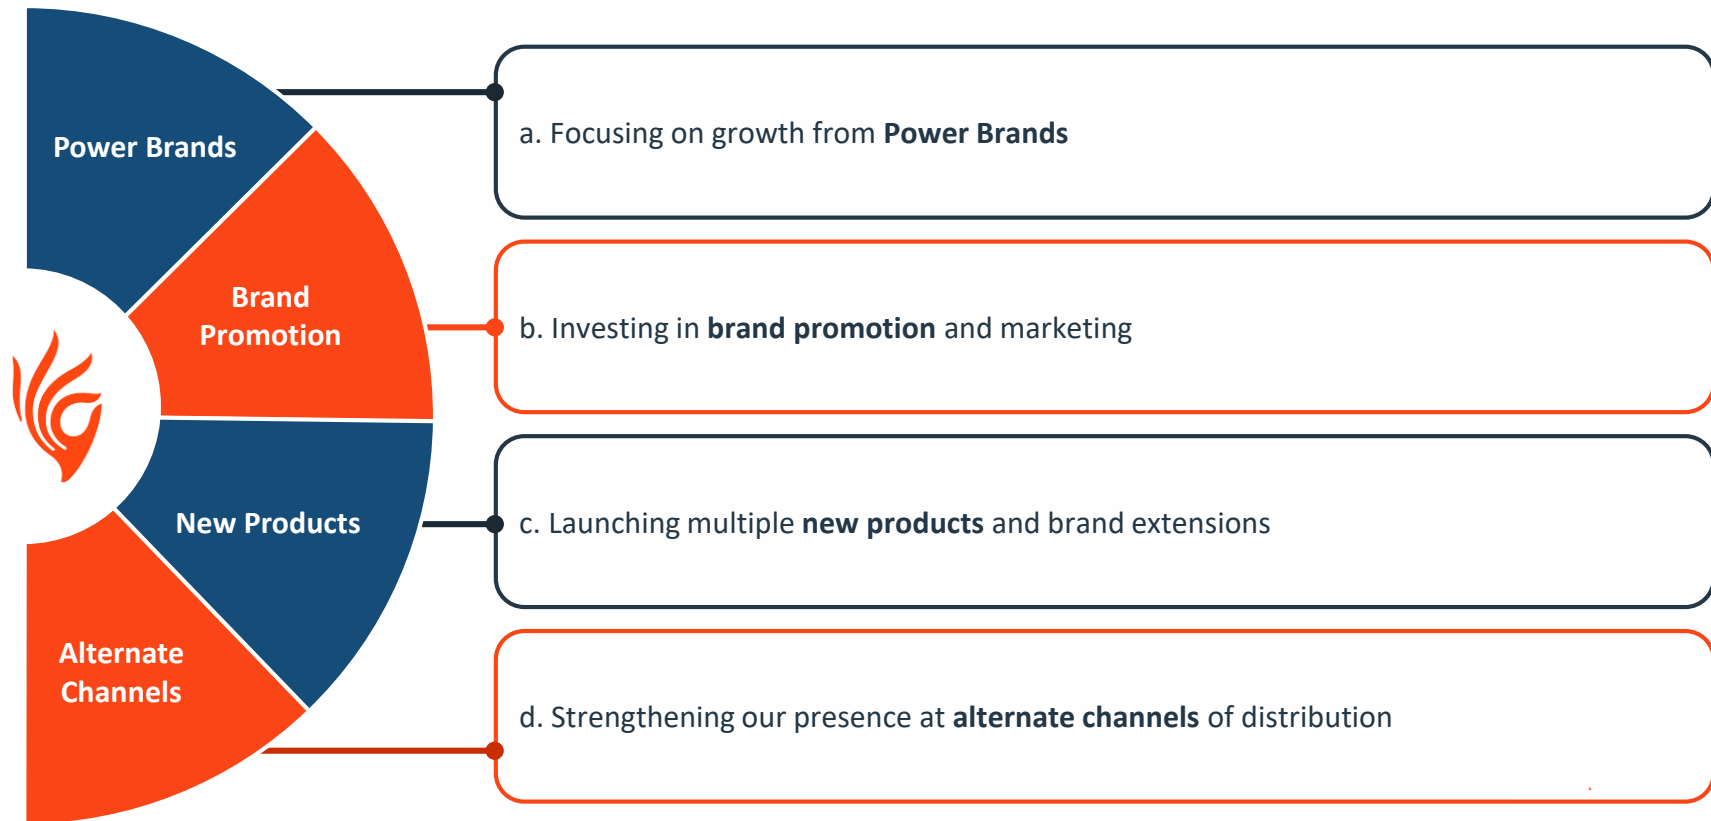 Power Brands
a. Focusing on growth from Power Brands
Brand
Promotion
b. Investing in brand promotion and marketing
New Products
c. Launching multiple new products and brand extensions
Alternate
Channels
d. Strengthening our presence at alternate channels of distribution